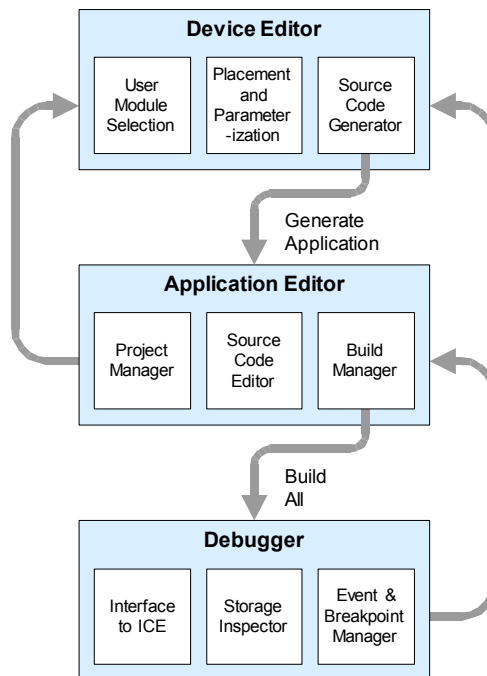 Device Editor
User
Module
Selection
Placement
and
Parameter
-ization
Source
Code
Generator
Generate
Application
Application Editor
Project
Manager
Source
Code
Editor
Build
Manager
Build
All
Debugger
Interface
to ICE
Storage
Inspector
Event &
Breakpoint
Manager